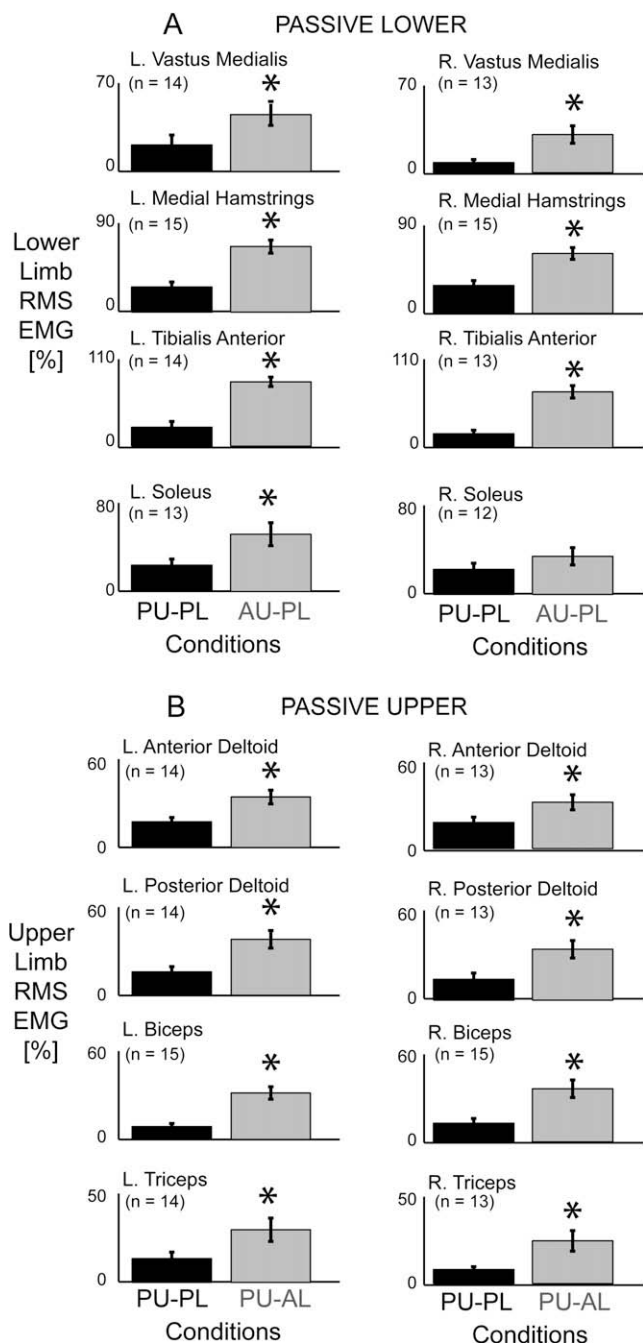 A PASSIVE LOWER
L. Vastus Medialis
(n = 14)
70
*
0
R. Vastus Medialis
(n = 13)
70
*
0
Lower
Limb
RMS
EMG
[%]
L. Medial Hamstrings
(n = 15)
90
*
0
R. Medial Hamstrings
(n = 15)
90
*
0
L. Tibialis Anterior
(n = 14)
110
*
0
R. Tibialis Anterior
(n = 13)
110
*
0
L. Soleus
(n = 13)
80
*
0
R. Soleus
(n = 12)
80
0
PU-PL AU-PL
Conditions
PU-PL AU-PL
Conditions
B PASSIVE UPPER
L. Anterior Deltoid
(n = 14)
60
*
0
R. Anterior Deltoid
(n = 13)
60
*
0
Upper
Limb
RMS
EMG
[%]
L. Posterior Deltoid
(n = 14)
60
*
0
R. Posterior Deltoid
(n = 13)
60
*
0
L. Biceps
(n = 15)
60
*
0
R. Biceps
(n = 15)
60
*
0
L. Triceps
(n = 14)
50
*
0
R. Triceps
(n = 13)
50
*
0
PU-PL PU-AL
Conditions
PU-PL PU-AL
Conditions